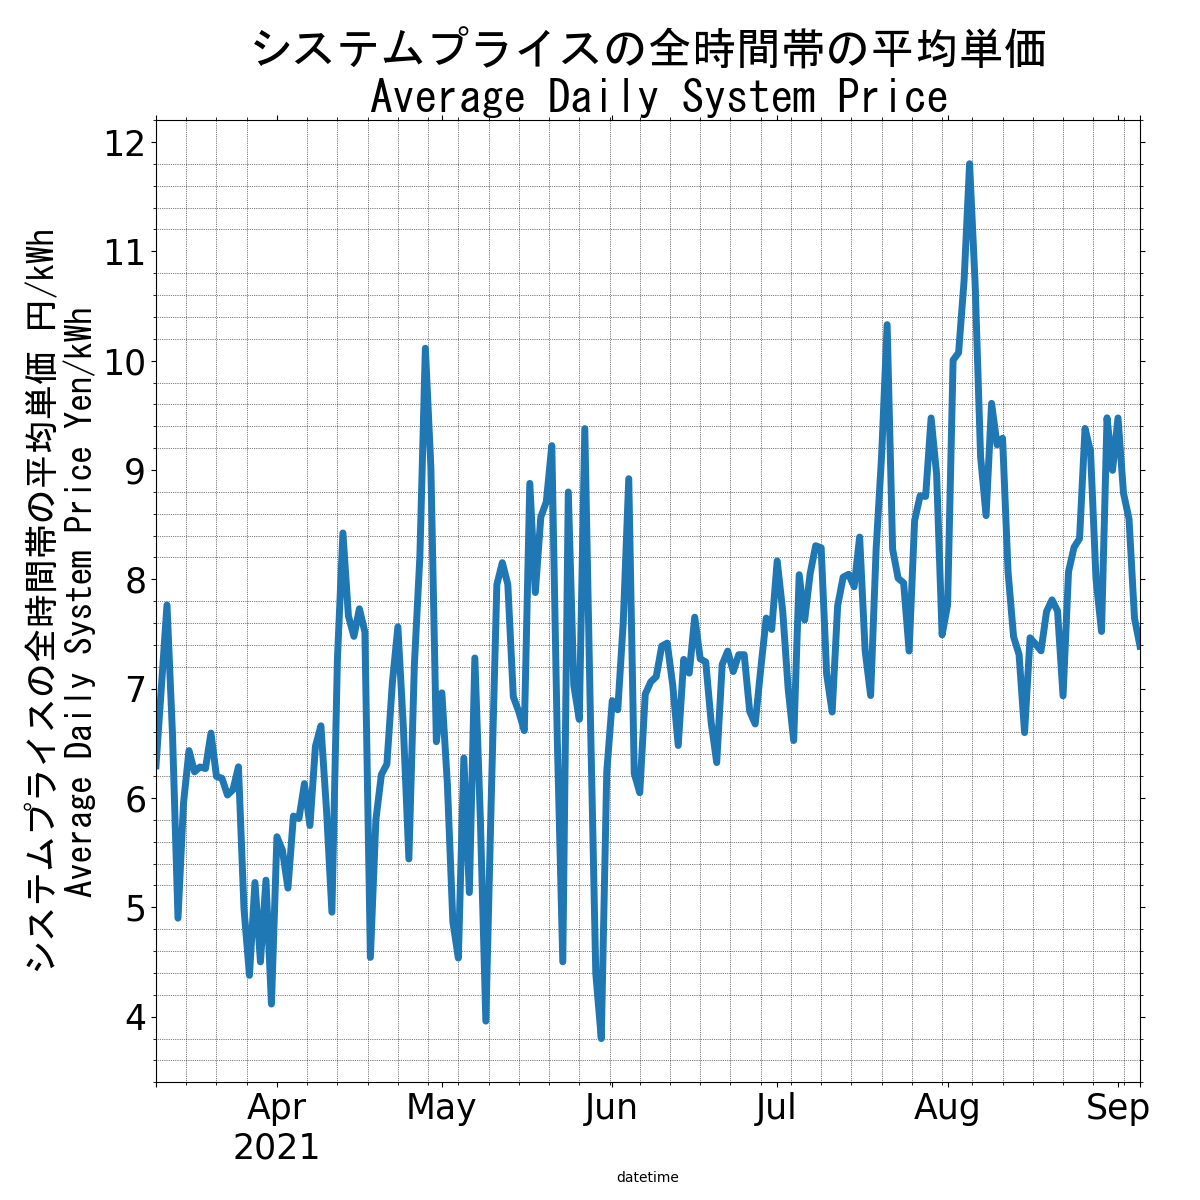 システムプライスの全時間帯の平均単価
Average Daily System Price
システムプライスの全時間帯の平均単価 円/kWh
Average Daily System Price Yen/kWh
12
11
10
9
8
7
6
5
4
Apr
2021
May
Jun
Jul
Aug
Sep
datetime